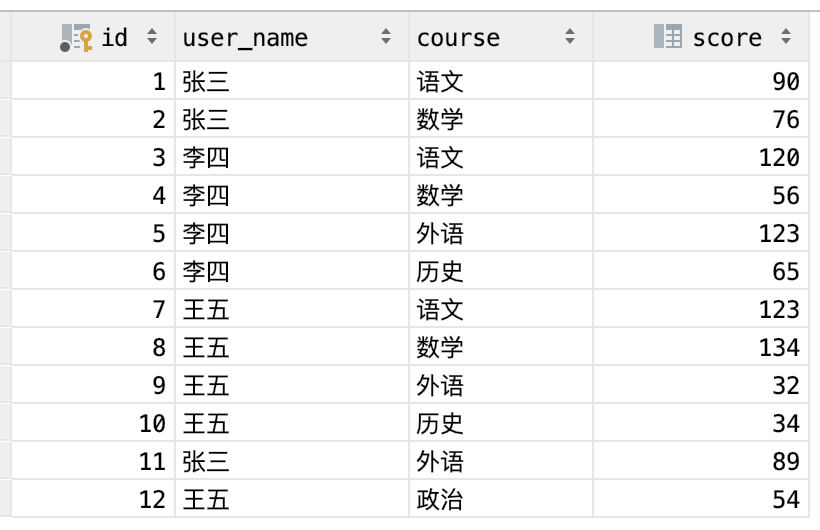 id user_name course score
1 张三 语文 90
2 张三 数学 76
3 李四 语文 120
4 李四 数学 56
5 李四 外语 123
6 李四 历史 65
7 王五 语文 123
8 王五 数学 134
9 王五 外语 32
10 王五 历史 34
11 张三 外语 89
12 王五 政治 54